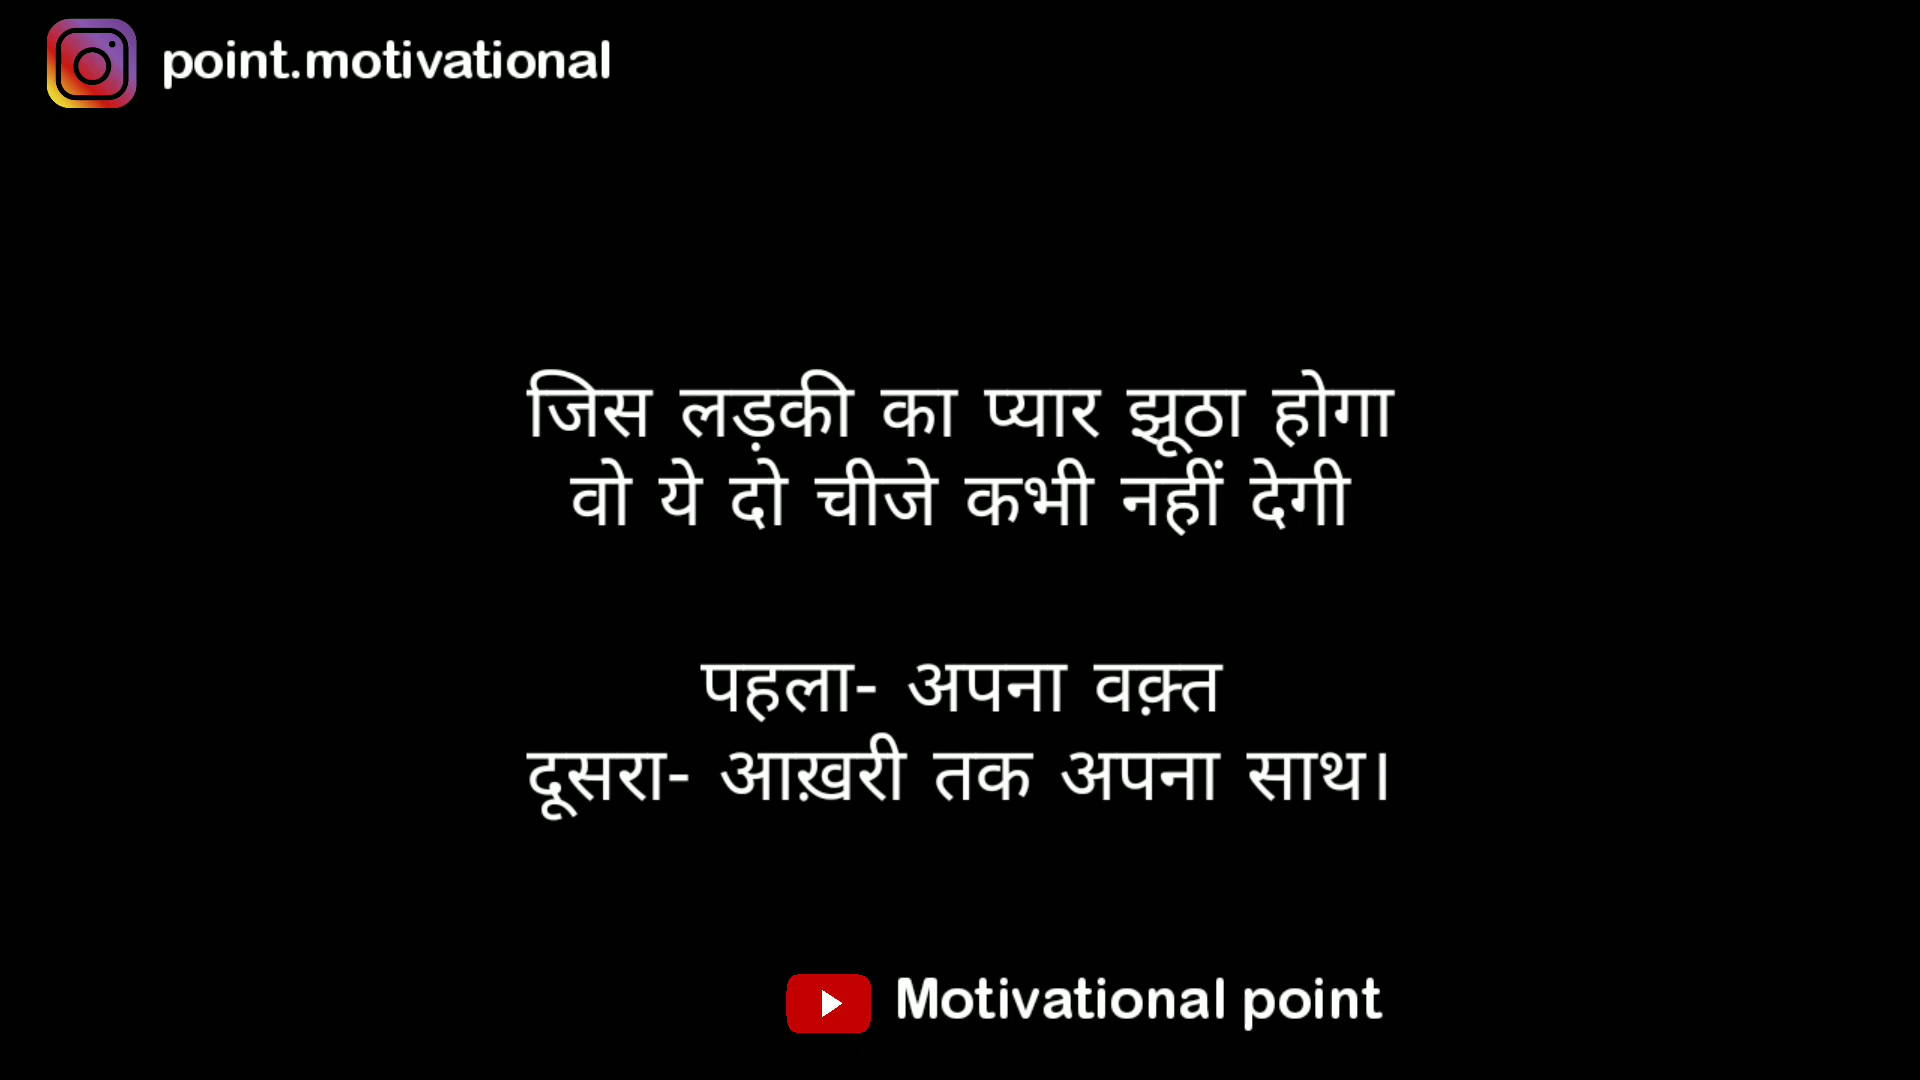 point.motivational
जिस लड़की का प्यार झूठा होगा
वो ये दो चीजे कभी नहीं देगी
पहला- अपना वक़्त
दूसरा- आख़री तक अपना साथ।
Motivational point